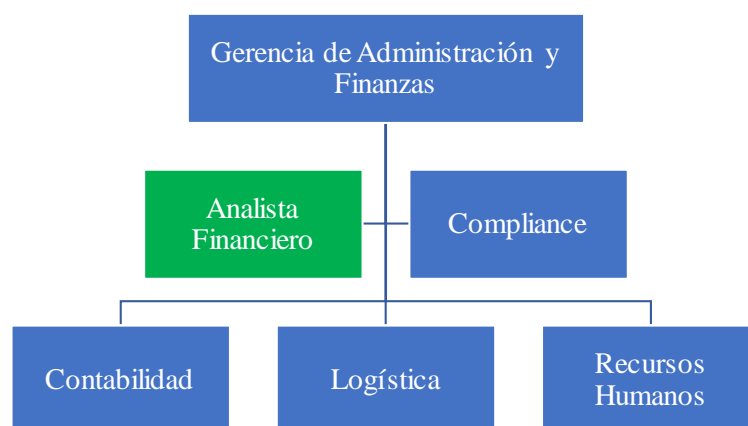 Gerencia de Administración y
Finanzas
Analista
Financiero
Compliance
Contabilidad
Logística
Recursos
Humanos